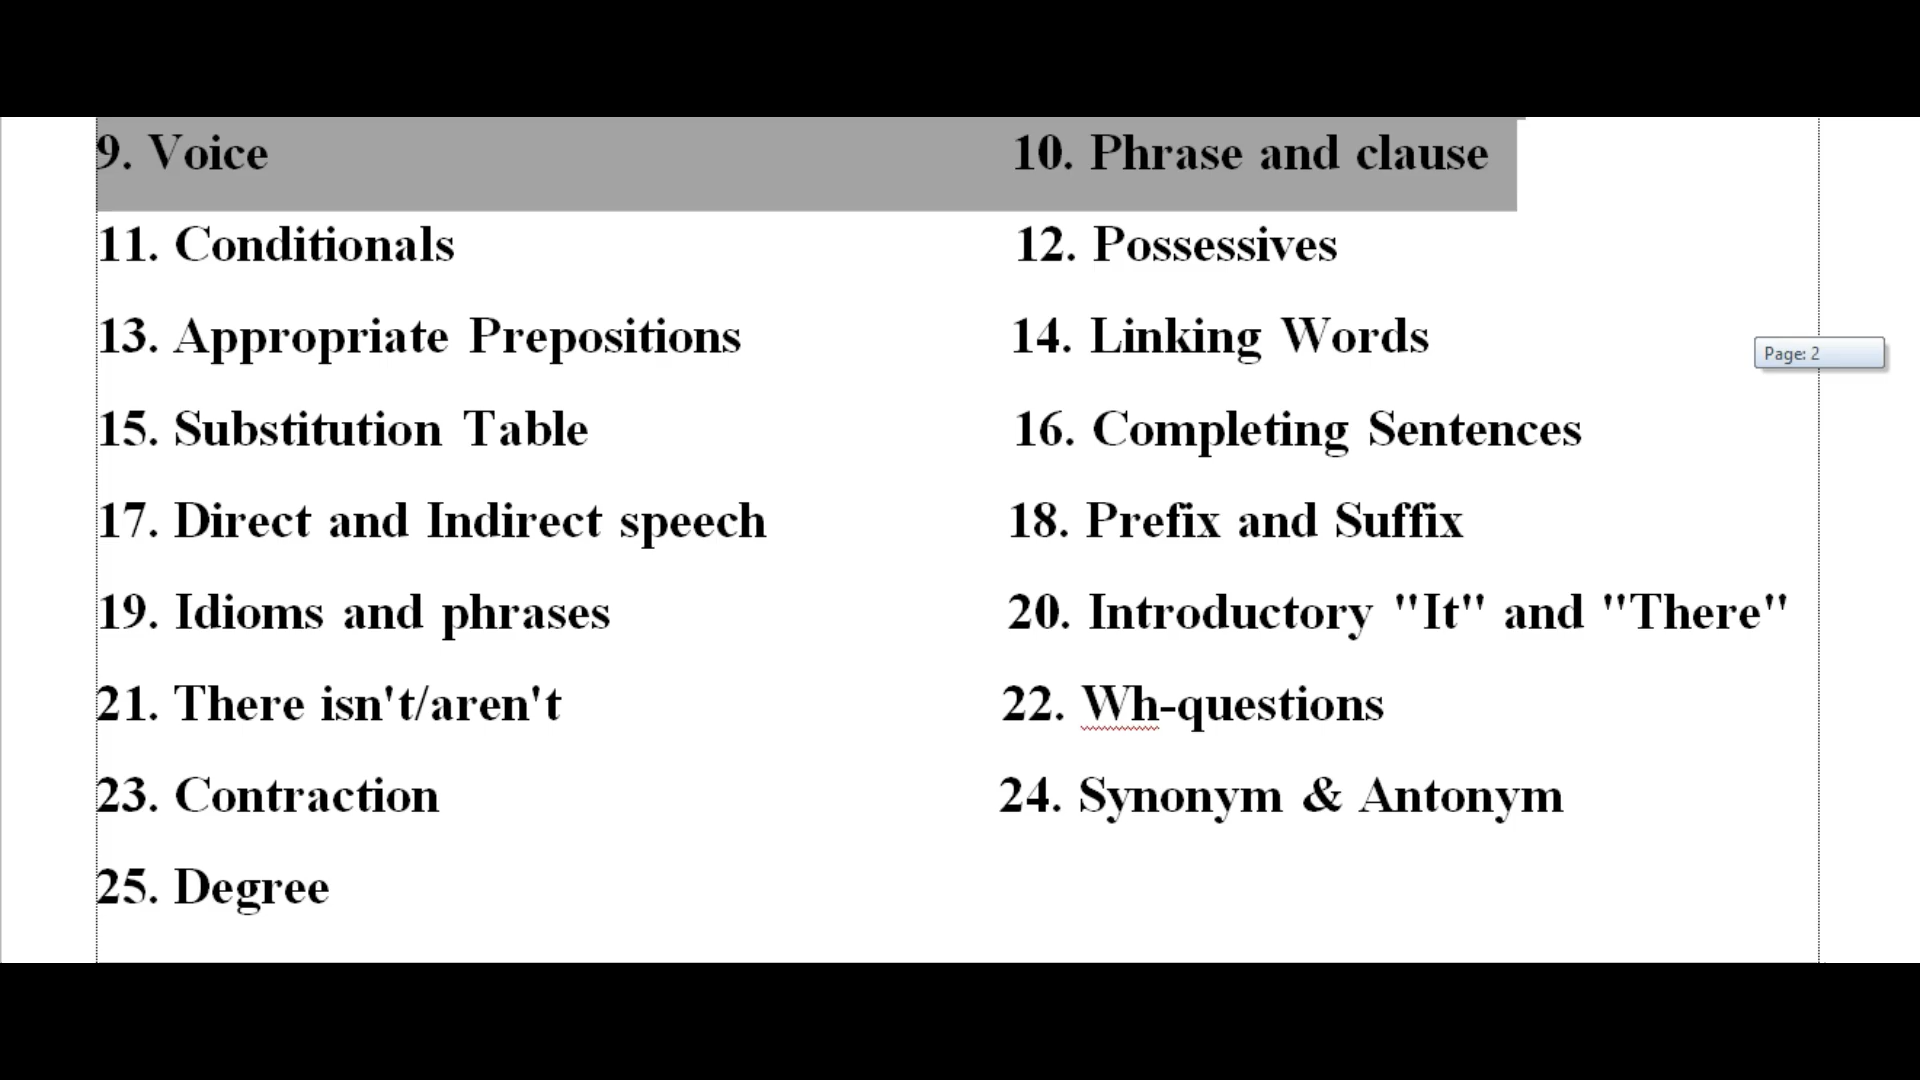 9. Voice 10. Phrase and clause
11. Conditionals 12. Possessives
13. Appropriate Prepositions 14. Linking Words
Page: 2
15. Substitution Table 16. Completing Sentences
17. Direct and Indirect speech 18. Prefix and Suffix
19. Idioms and phrases 20. Introductory "It" and "There"
21. There isn't/aren't 22. Wh-questions
23. Contraction 24. Synonym & Antonym
25. Degree